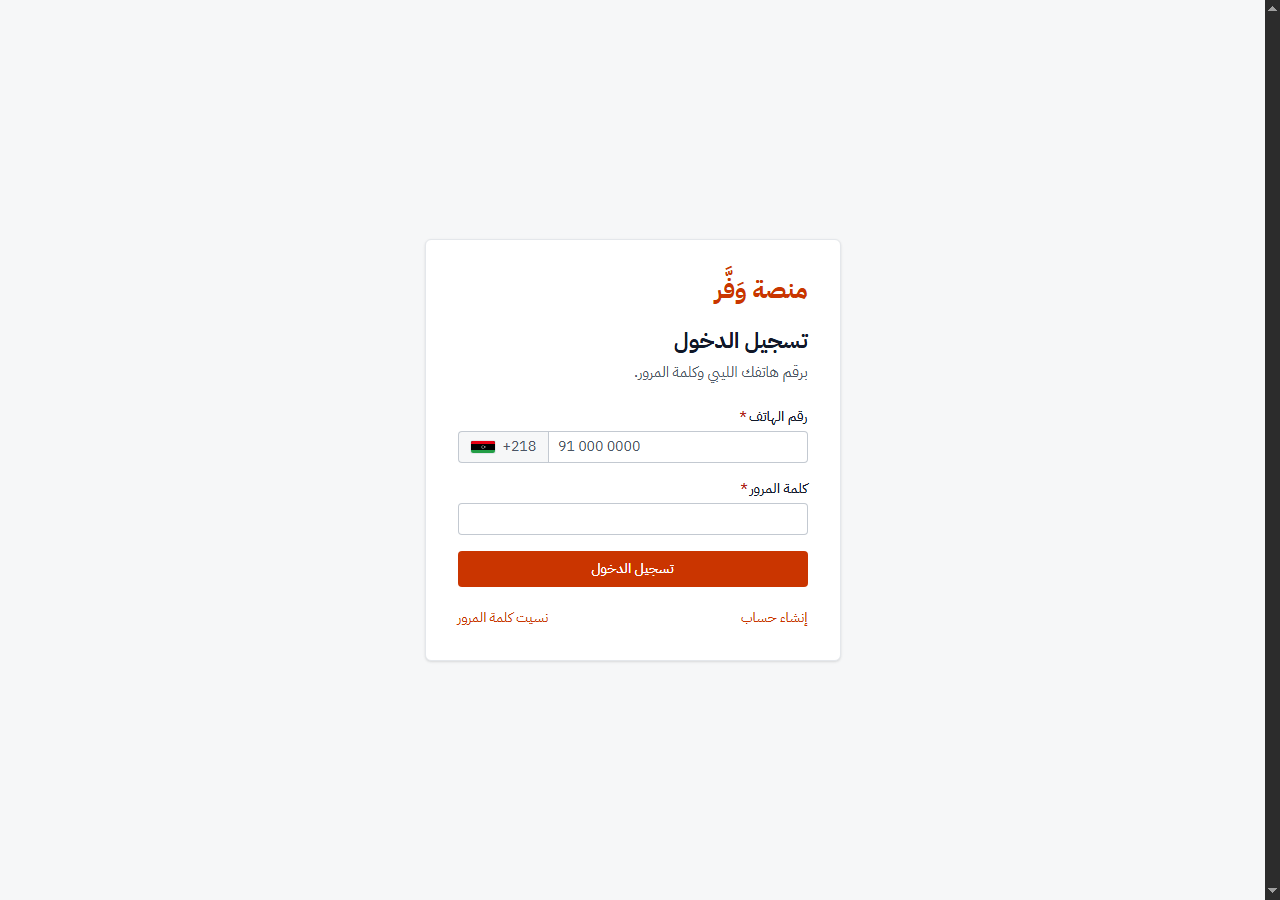 منصة وَفَّر
تسجيل الدخول
برقم هاتفك الليبي وكلمة المرور.
رقم الهاتف *
+218 91 000 0000
كلمة المرور *
تسجيل الدخول
إنشاء حساب نسيت كلمة المرور